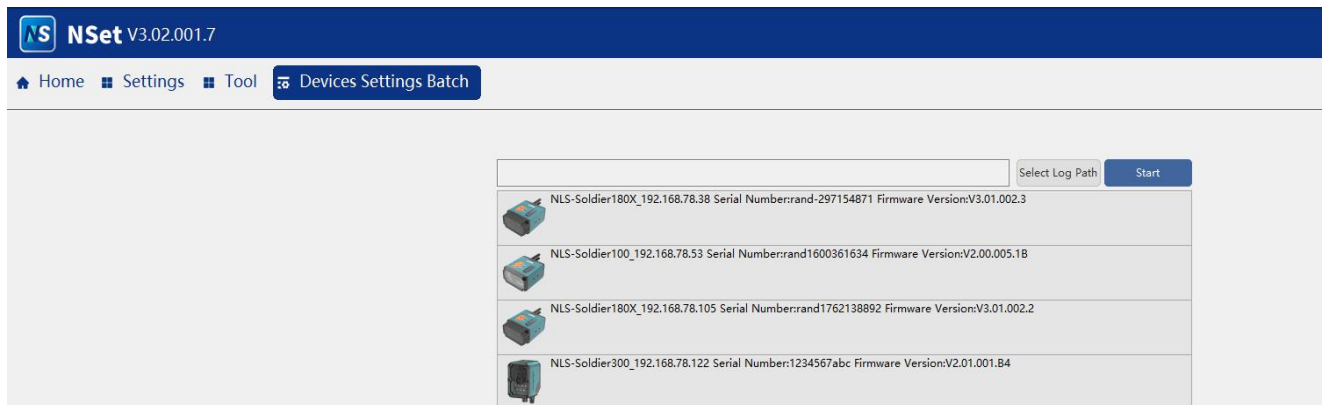 NS NSet V3.02.001.7
Home Settings Tool Devices Settings Batch
Select Log Path Start
NLS-Soldier180X_192.168.78.38 Serial Number:rand-297154871 Firmware Version:V3.01.002.3
NLS-Soldier100_192.168.78.53 Serial Number:rand1600361634 Firmware Version:V2.00.005.1B
NLS-Soldier180X_192.168.78.105 Serial Number:rand1762138892 Firmware Version:V3.01.002.2
NLS-Soldier300_192.168.78.122 Serial Number:1234567abc Firmware Version:V2.01.001.B4